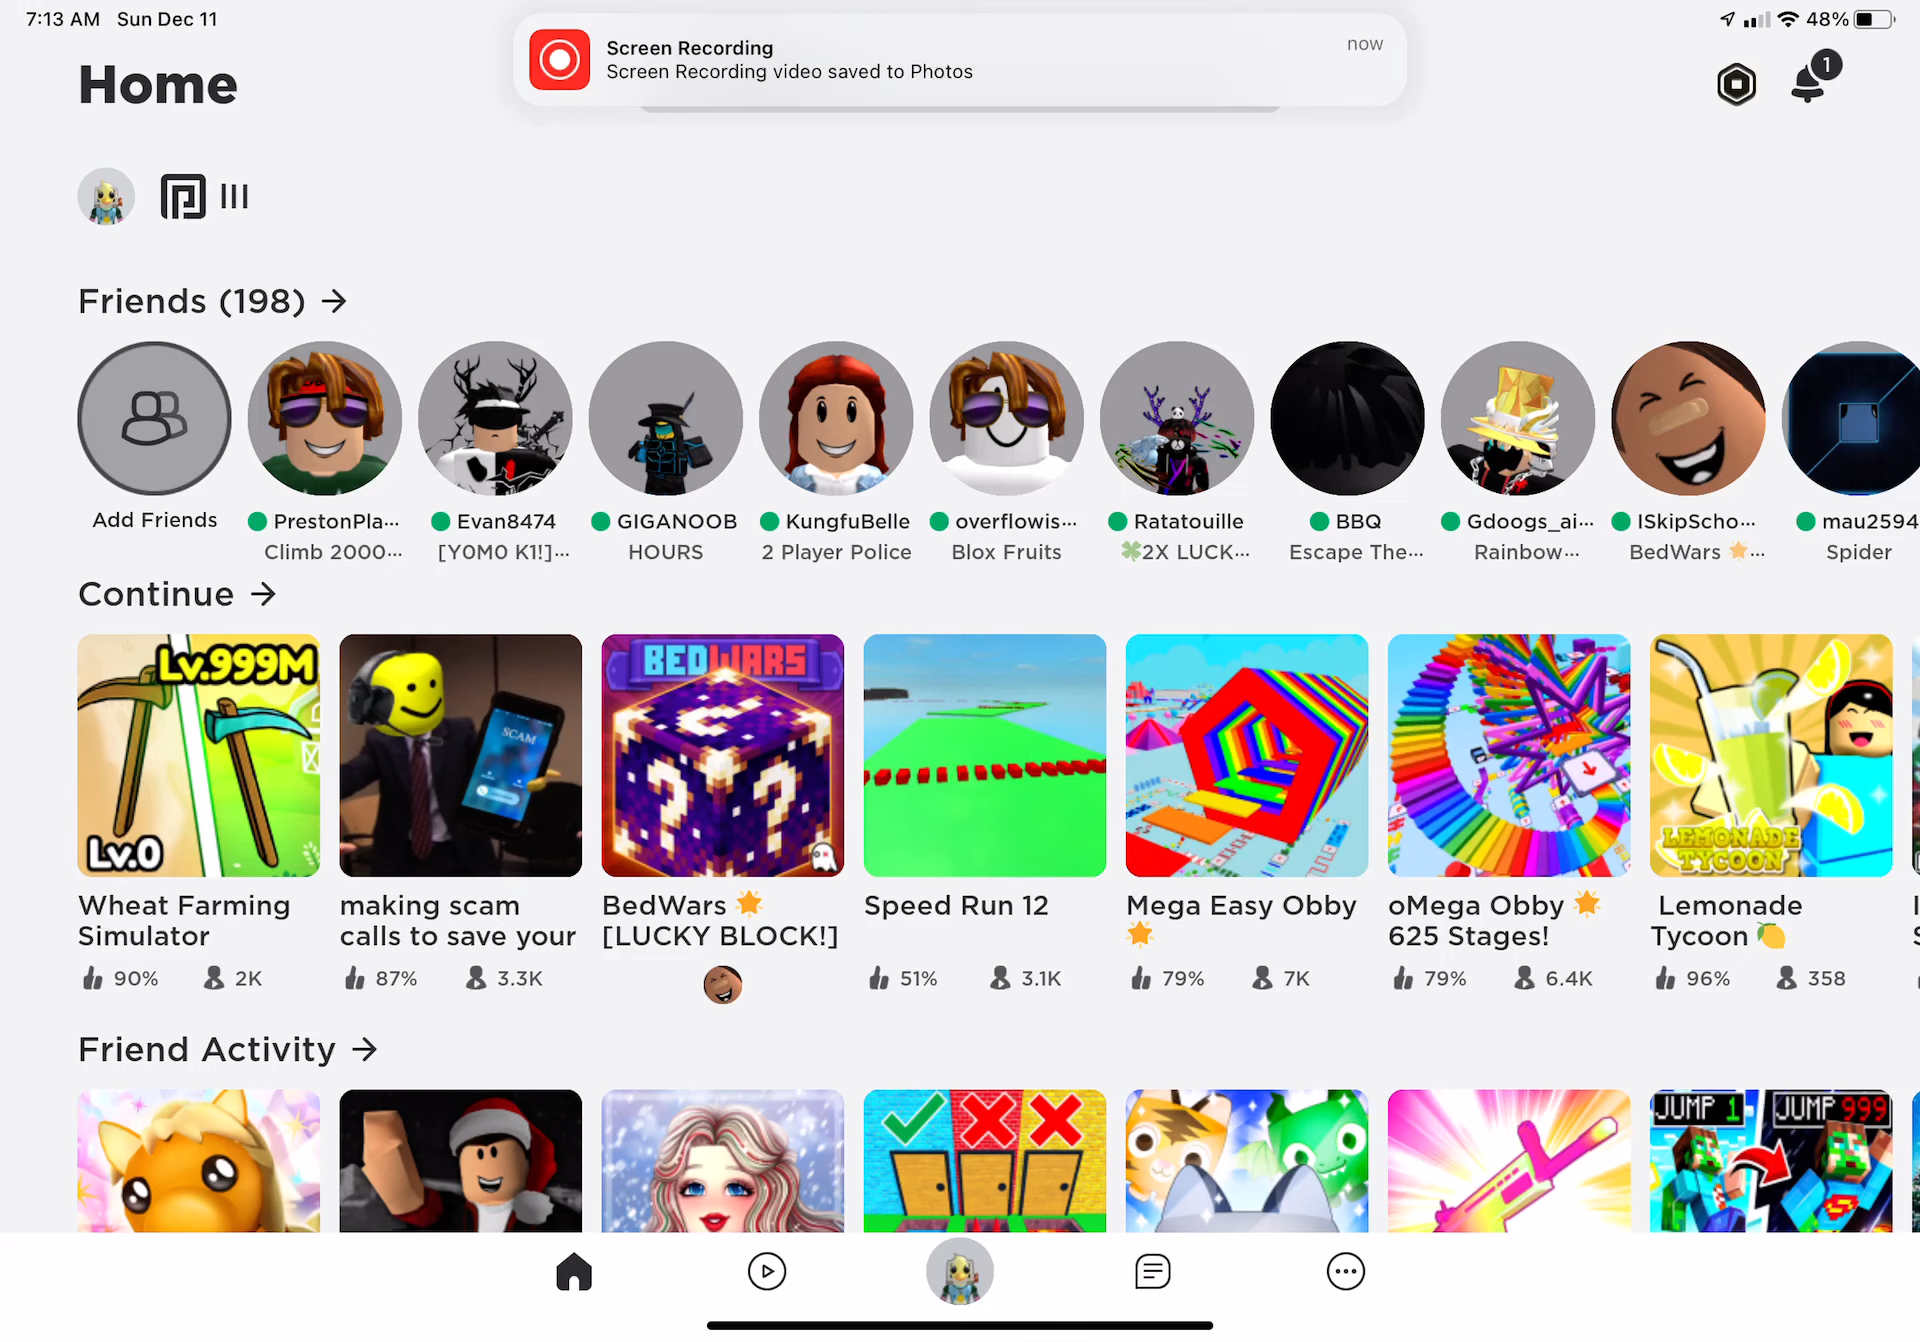 7:13 AM Sun Dec 11
48%
Screen Recording
now
Screen Recording video saved to Photos
Home
1
III
Friends (198)
Add Friends
PrestonPla...
Evan8474
GIGANOOB
KungfuBelle
overflowis...
Ratatouille
BBQ
Gdoogs_ai...
ISkipScho...
mau2594
Climb 2000...
[Y0M0 K1!]...
HOURS
2 Player Police
Blox Fruits
🍀2X LUCK...
Escape The...
Rainbow...
BedWars 🌟...
Spider
Continue
Lv.999M
Lv.0
SCAM
BEDWARS
? ?
LEMONADE
TYCOON
Wheat Farming
Simulator
making scam
calls to save your
BedWars 🌟
[LUCKY BLOCK!]
Speed Run 12
Mega Easy Obby
🌟
oMega Obby 🌟
625 Stages!
Lemonade
Tycoon 🍋
90% 2K
87% 3.3K
51% 3.1K
79% 7K
79% 6.4K
96% 358
Friend Activity
JUMP 1
JUMP 999